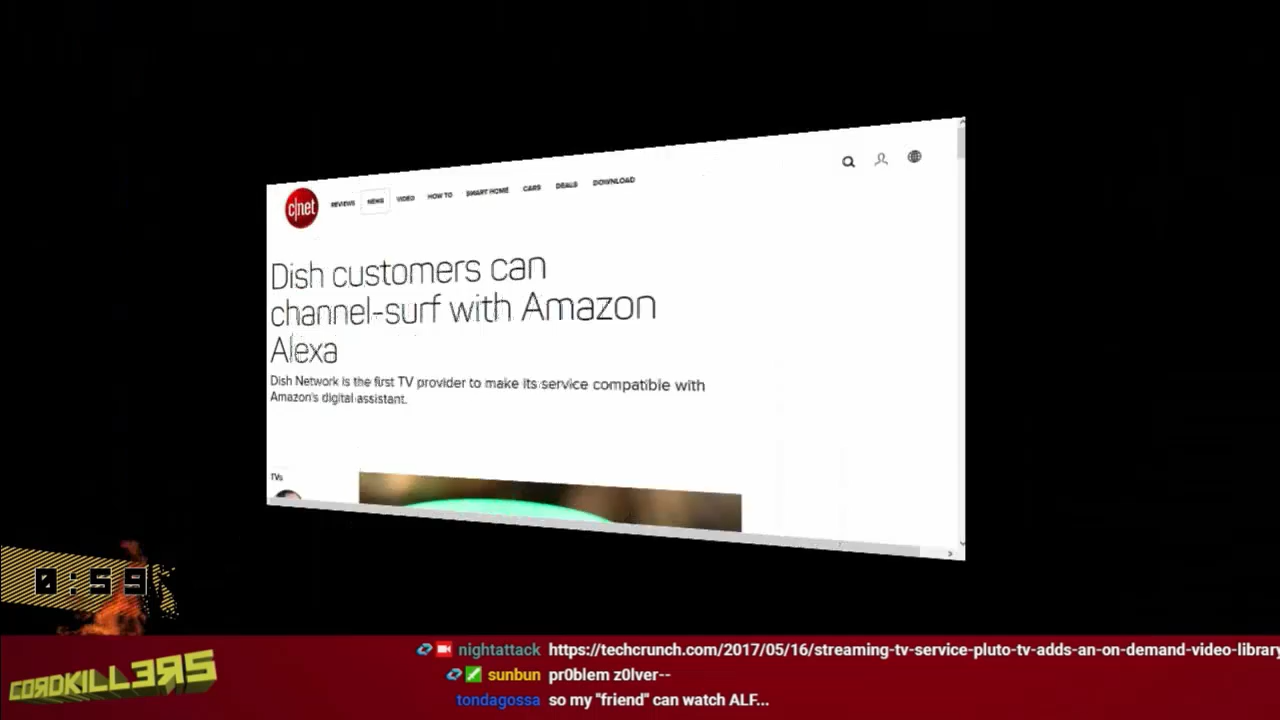 c|net
REVIEWS NEWS VIDEO HOW TO SMART HOME CARS DEALS DOWNLOAD
Dish customers can
channel-surf with Amazon
Alexa
Dish Network is the first TV provider to make its service compatible with
Amazon's digital assistant.
TVs
0:59
nightattack https://techcrunch.com/2017/05/16/streaming-tv-service-pluto-tv-adds-an-on-demand-video-library
sunbun pr0blem z0lver--
tondagossa so my "friend" can watch ALF...
CORDKILLERS